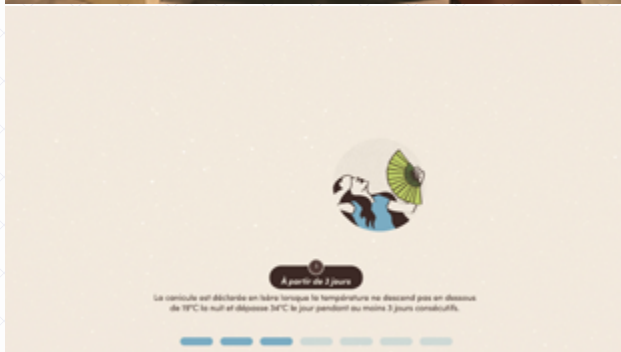 À partir de 3 jours
La canicule est déclarée en Isère lorsque la température ne descend pas en dessous
de 19°C la nuit et dépasse 34°C le jour pendant au moins 3 jours consécutifs.